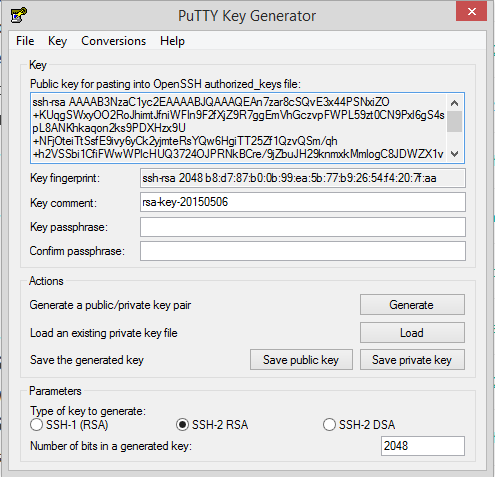 PuTTY Key Generator
File Key Conversions Help
Key
Public key for pasting into OpenSSH authorized_keys file:
ssh-rsa AAAAB3NzaC1yc2EAAAABJQAAAQEAn7zar8cSQvE3x44PSNxiZO
+KUqgSWxyOO2RoJhimtJfniWFIn9F2fXjZ9R7ggEmVhGczvpFWPL59zt0CN9PxI6gS4s
pL8ANKhkaqon2ks9PDXHzx9U
+NFjOteiTtSsfE9ivy6yCk2yjmteRsYQw6HgiTT25Zf1QzvQSm/qh
+h2VSSbi1CfiFWwWPlcHUQ3724OJPRNkBCre/9jZbuJH29knmxkMmlogC8JDWZX1v
Key fingerprint: ssh-rsa 2048 b8:d7:87:b0:0b:99:ea:5b:77:b9:26:54:f4:20:7f:aa
Key comment: rsa-key-20150506
Key passphrase:
Confirm passphrase:
Actions
Generate a public/private key pair Generate
Load an existing private key file Load
Save the generated key Save public key Save private key
Parameters
Type of key to generate:
SSH-1 (RSA) SSH-2 RSA SSH-2 DSA
Number of bits in a generated key: 2048